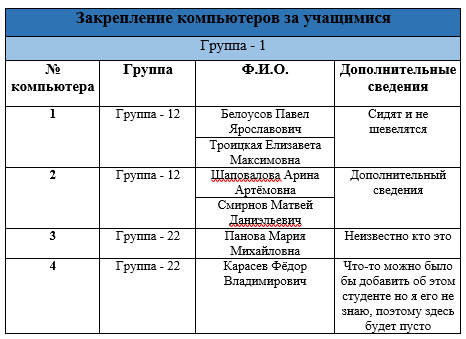 Закрепление компьютеров за учащимися
Группа - 1
№ Группа Ф.И.О. Дополнительные
компьютера сведения
1 Группа - 12 Белоусов Павел Сидят и не
Ярославович шевелятся
Троицкая Елизавета
Максимовна
2 Группа - 12 Шаповалова Арина Дополнительный
Артёмовна сведения
Смирнов Матвей
Даниэльевич
3 Группа - 22 Панова Мария Неизвестно кто это
Михайловна
4 Группа - 22 Карасев Фёдор Что-то можно было
Владимирович бы добавить об этом
студенте но я его не
знаю, поэтому здесь
будет пусто